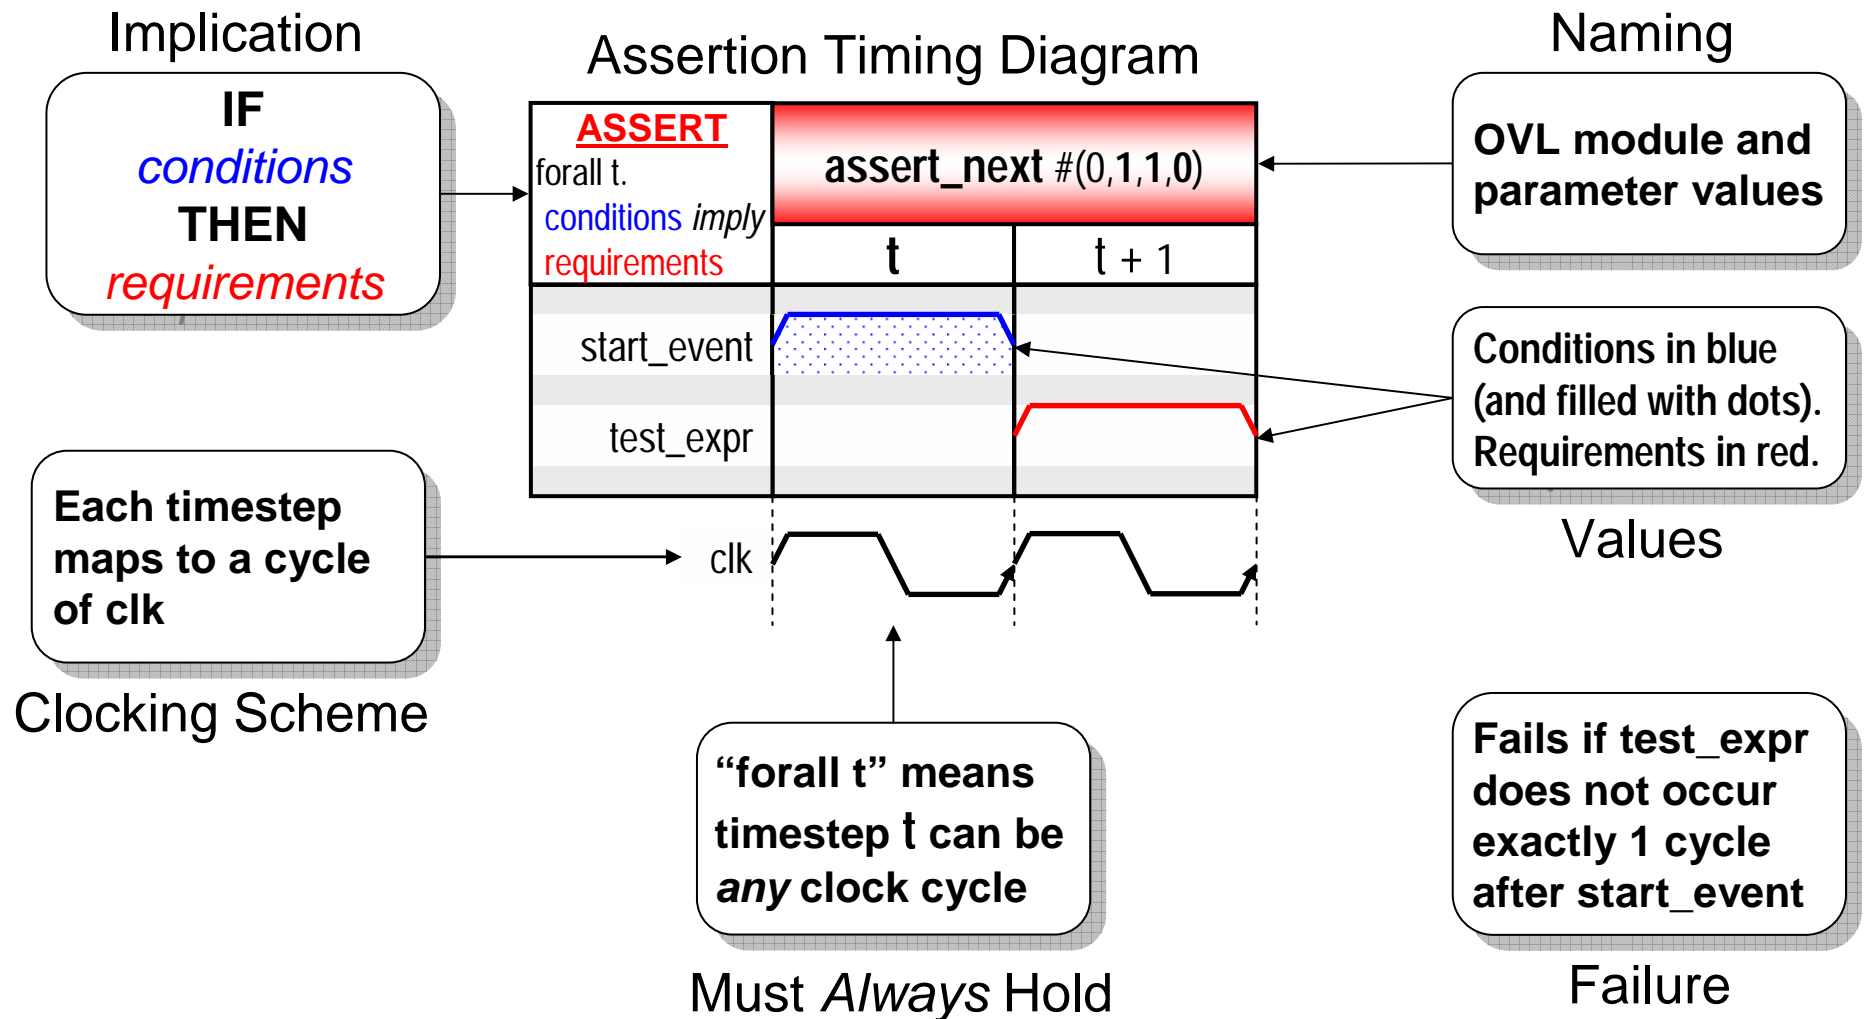 Implication
IF
conditions
THEN
requirements
Assertion Timing Diagram
ASSERT
forall t.
conditions imply
requirements
assert_next #(0,1,1,0)
t
t + 1
start_event
test_expr
clk
Naming
OVL module and
parameter values
Conditions in blue
(and filled with dots).
Requirements in red.
Values
Each timestep
maps to a cycle
of clk
Clocking Scheme
“forall t” means
timestep t can be
any clock cycle
Must Always Hold
Fails if test_expr
does not occur
exactly 1 cycle
after start_event
Failure